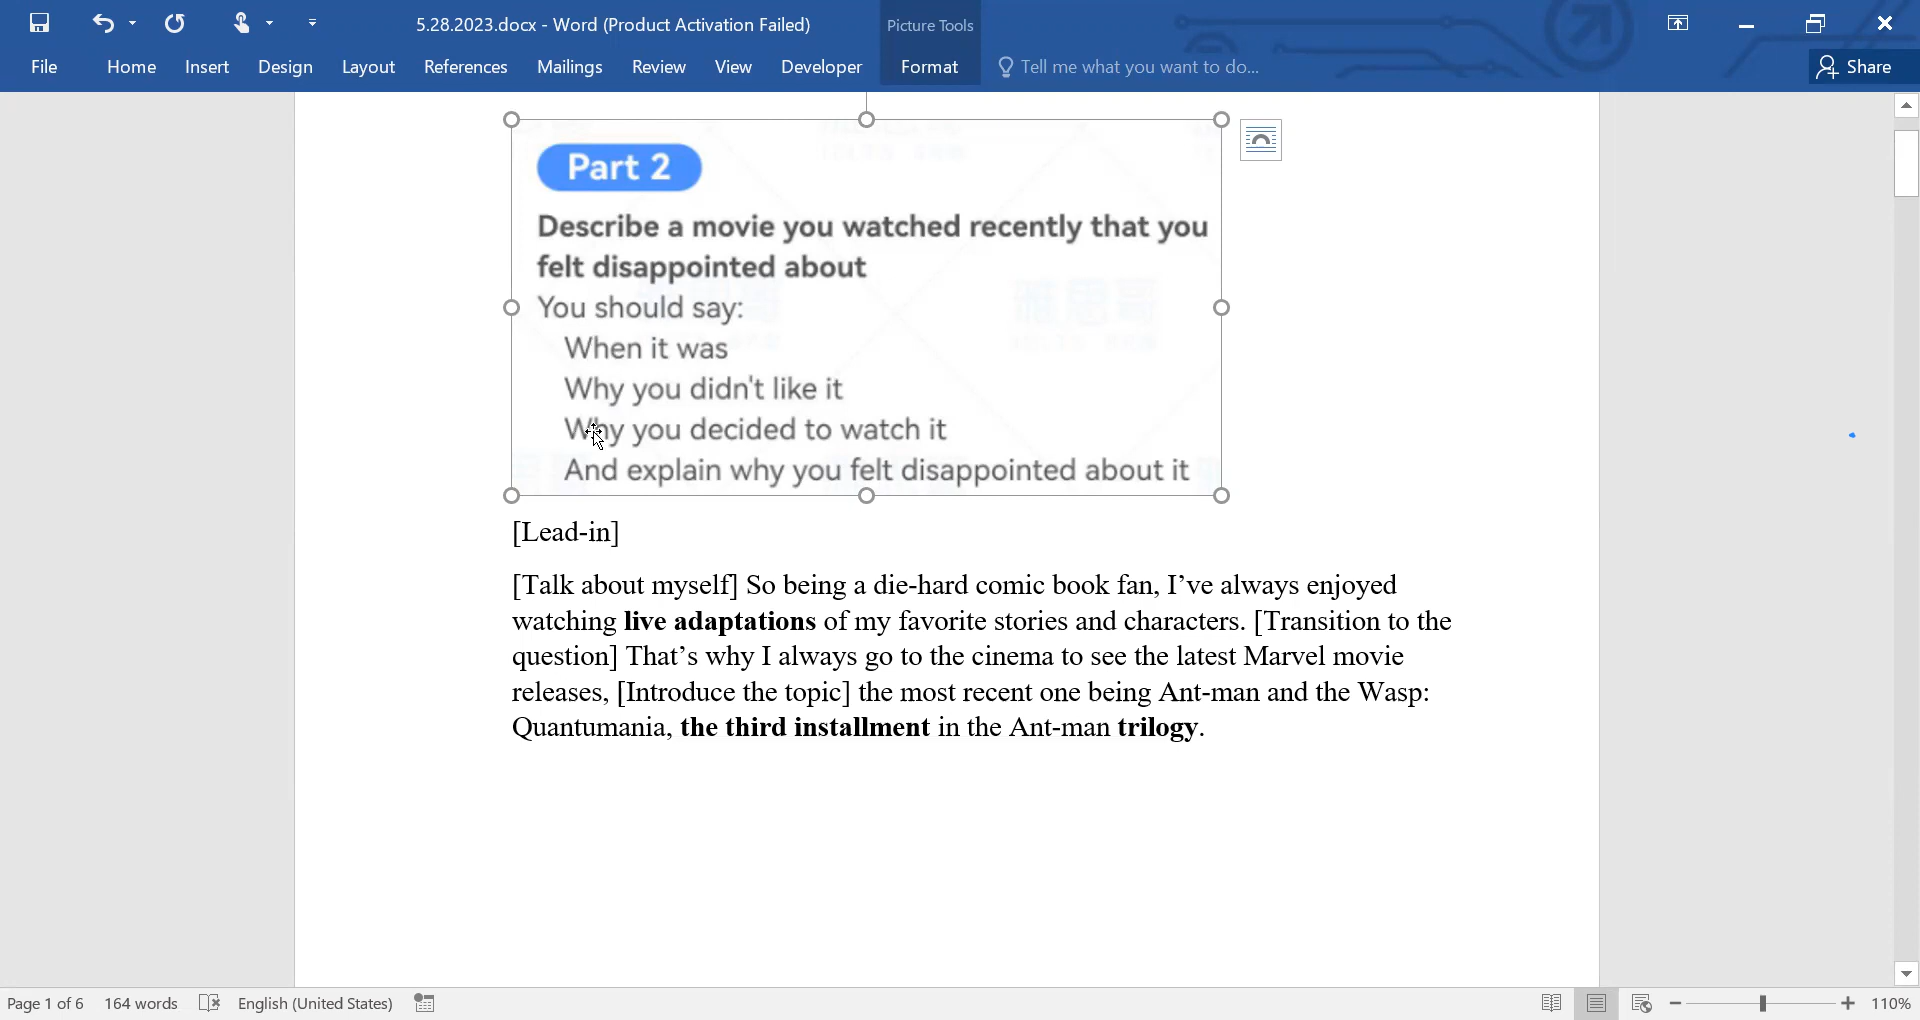 5.28.2023.docx - Word (Product Activation Failed)
Picture Tools
File Home Insert Design Layout References Mailings Review View Developer Format Tell me what you want to do... Share
Part 2
Describe a movie you watched recently that you
felt disappointed about
You should say:
When it was
Why you didn't like it
Why you decided to watch it
And explain why you felt disappointed about it
雅思哥
[Lead-in]
[Talk about myself] So being a die-hard comic book fan, I’ve always enjoyed
watching live adaptations of my favorite stories and characters. [Transition to the
question] That’s why I always go to the cinema to see the latest Marvel movie
releases, [Introduce the topic] the most recent one being Ant-man and the Wasp:
Quantumania, the third installment in the Ant-man trilogy.
Page 1 of 6 164 words English (United States) 110%